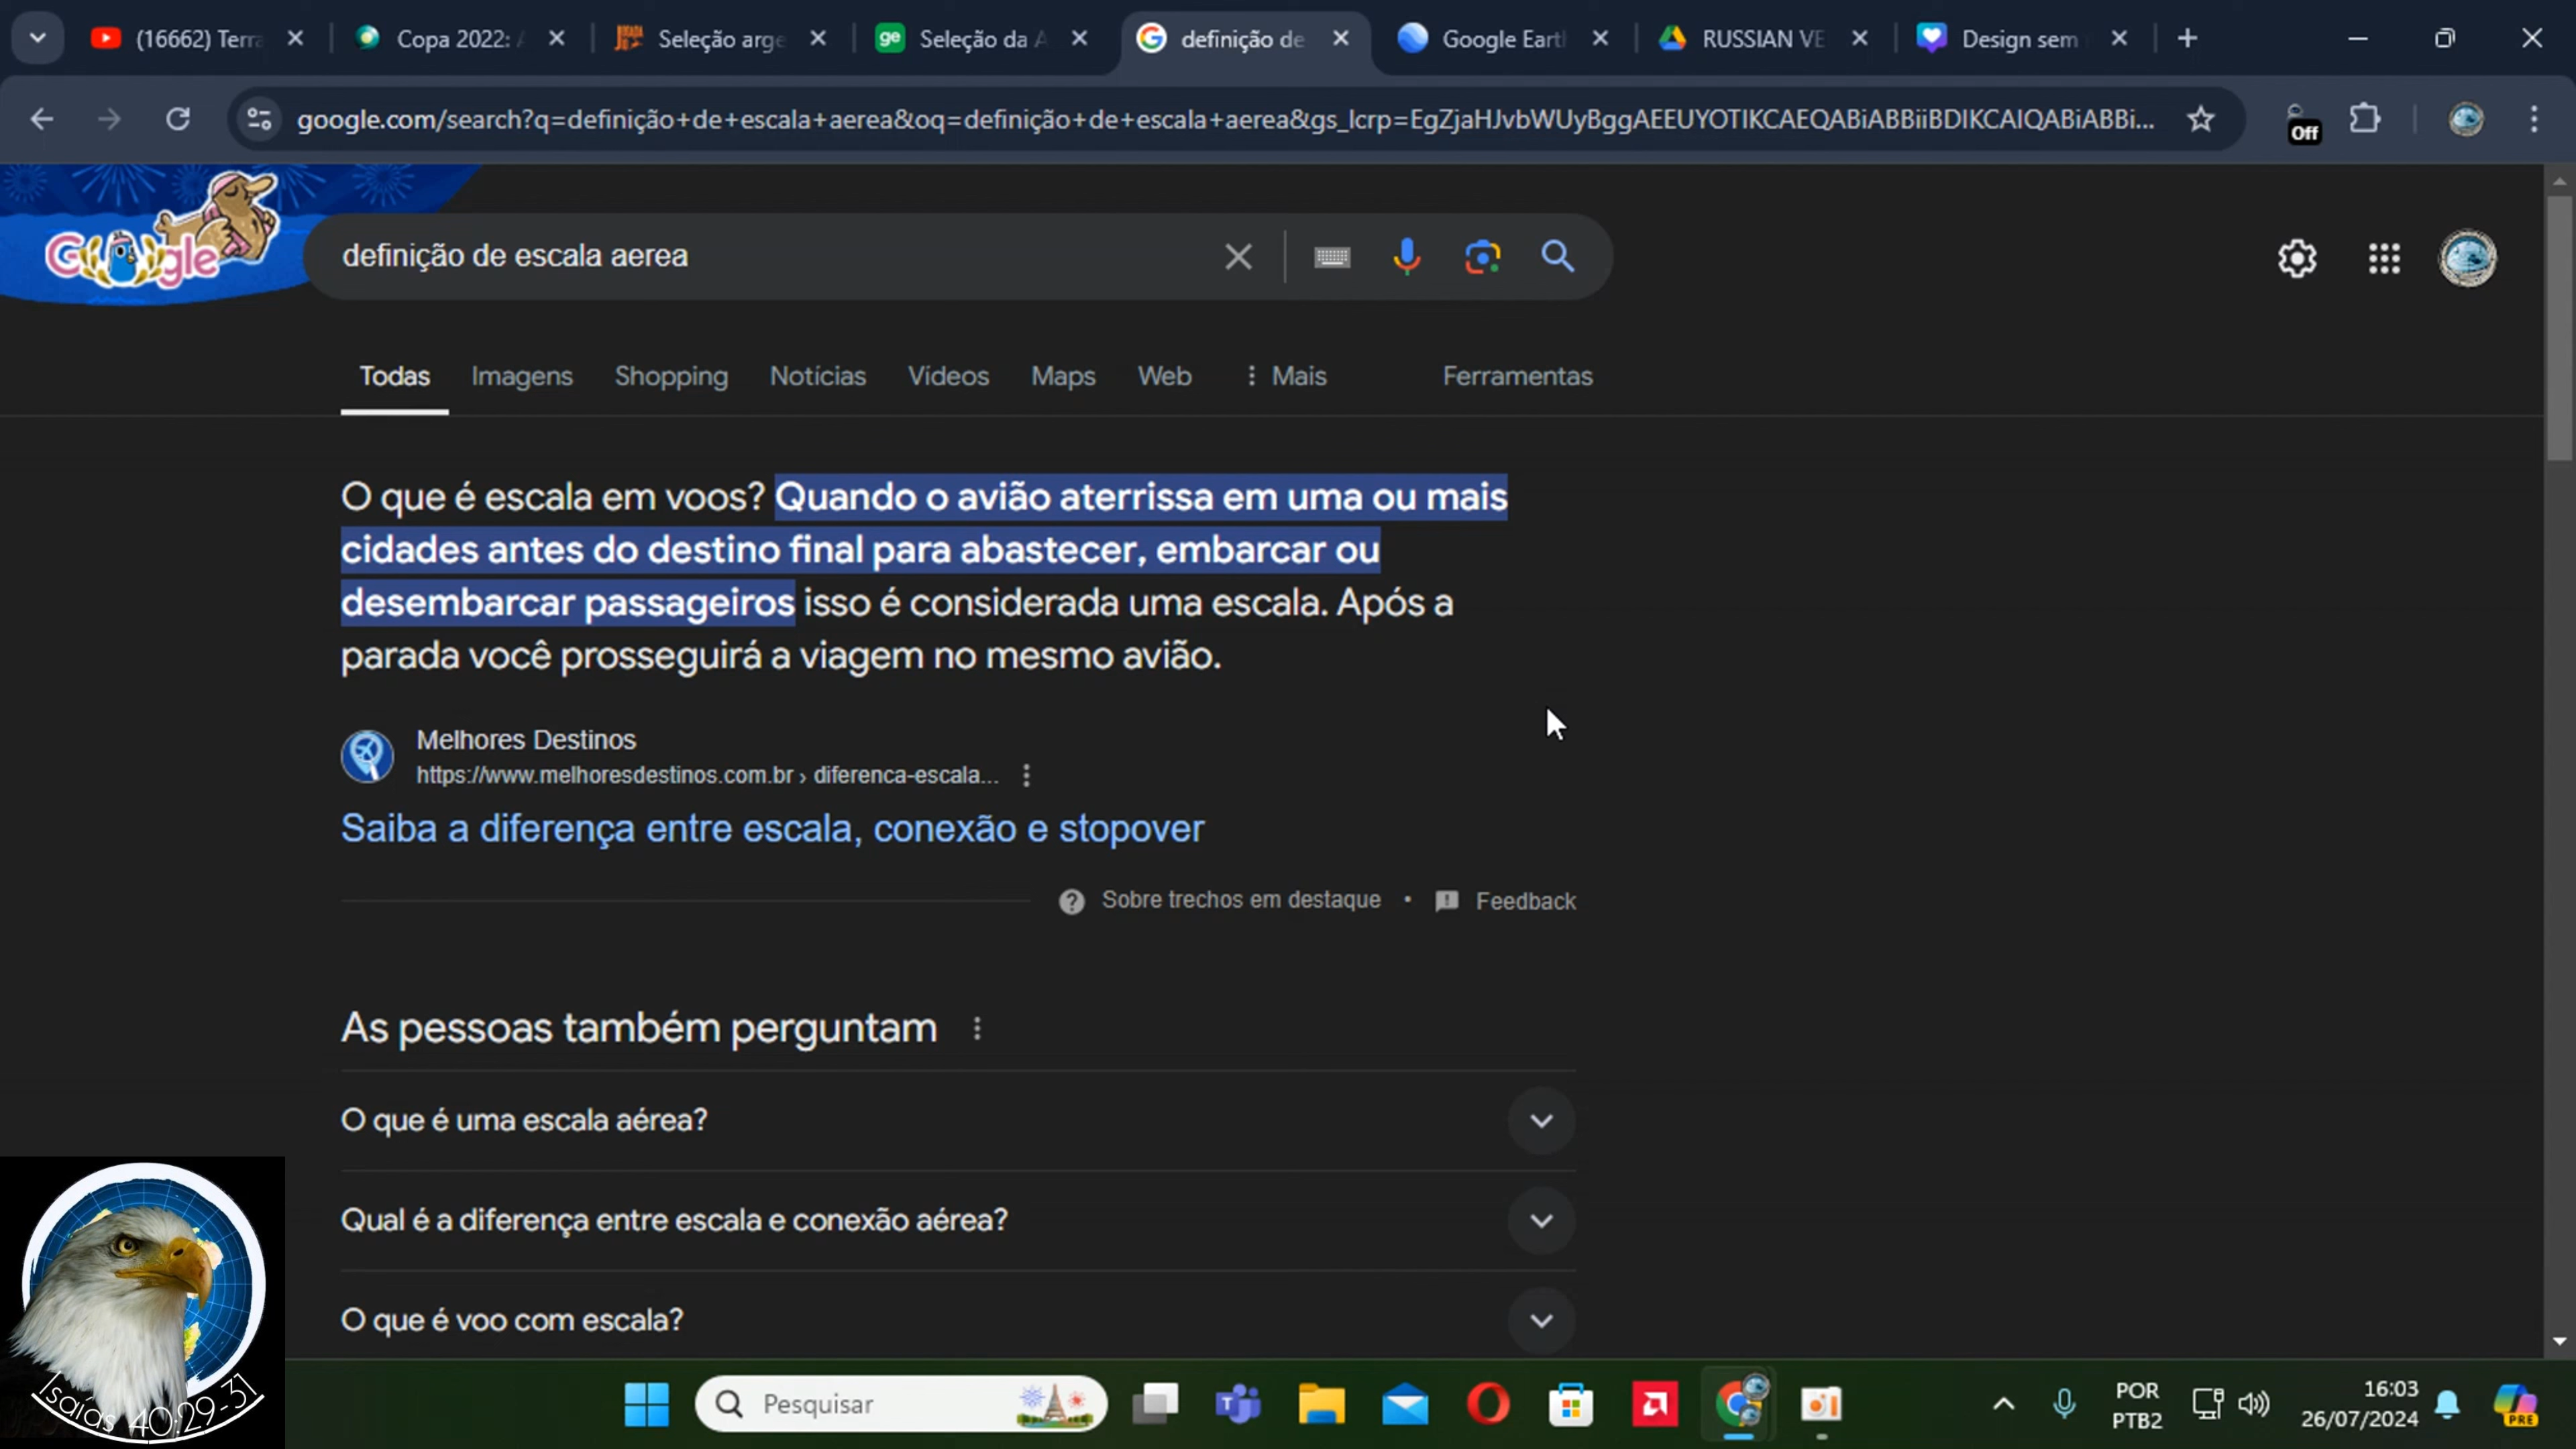 (16662) Terra
Copa 2022: A
Seleção arge
ge
Seleção da A
definição de
Google Eart
RUSSIAN VE
Design sem
google.com/search?q=definição+de+escala+aerea&oq=definição+de+escala+aerea&gs_lcrp=EgZjaHJvbWUyBggAEEUYOTIKCAEQABiABBiiBDIKCAIQABiABBi...
Off
Google
definição de escala aerea
Todas
Imagens
Shopping
Notícias
Vídeos
Maps
Web
Mais
Ferramentas
O que é escala em voos? Quando o avião aterrissa em uma ou mais
cidades antes do destino final para abastecer, embarcar ou
desembarcar passageiros isso é considerada uma escala. Após a
parada você prosseguirá a viagem no mesmo avião.
Melhores Destinos
https://www.melhoresdestinos.com.br › diferenca-escala...
Saiba a diferença entre escala, conexão e stopover
Sobre trechos em destaque • Feedback
As pessoas também perguntam
O que é uma escala aérea?
Qual é a diferença entre escala e conexão aérea?
O que é voo com escala?
Isaías 40:29-31
Pesquisar
POR
PTB2
16:03
26/07/2024
PRE